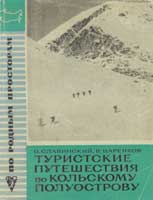 ПО РОДНЫМ ПРОСТОРАМ
О. СЛАВИНСКИЙ, В. ЦАРЕНКОВ
ТУРИСТСКИЕ
ПУТЕШЕСТВИЯ
ПО КОЛЬСКОМУ
ПОЛУОСТРОВУ